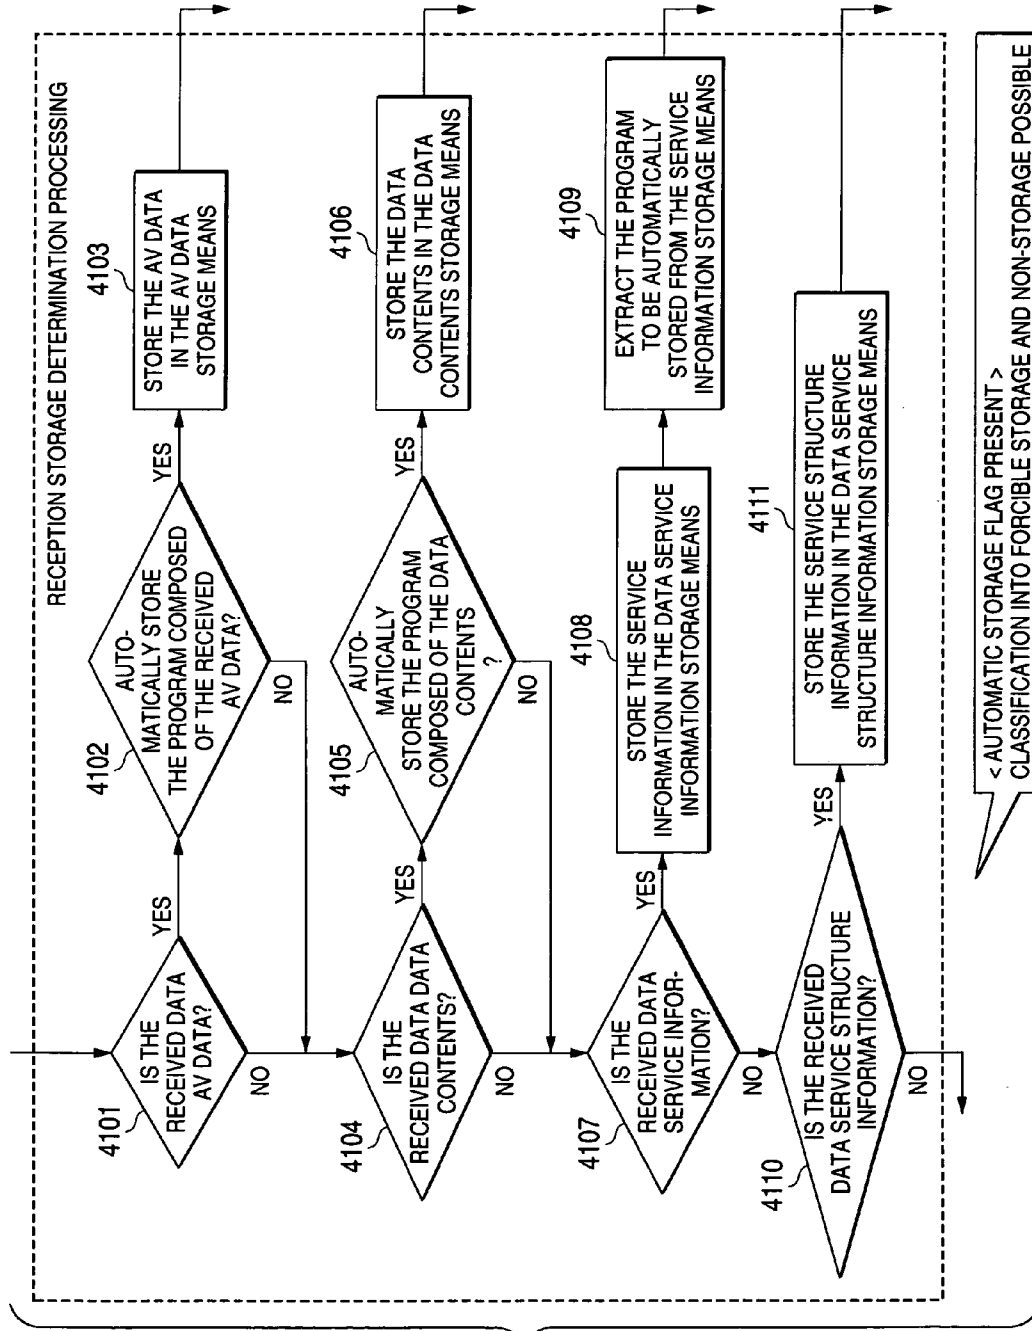 RECEPTION STORAGE DETERMINATION PROCESSING
4101
IS THE
RECEIVED DATA
AV DATA?
YES
NO
4102
AUTO-
MATICALLY STORE
THE PROGRAM COMPOSED
OF THE RECEIVED
AV DATA?
YES
NO
4103
STORE THE AV DATA
IN THE AV DATA
STORAGE MEANS
4104
IS THE
RECEIVED DATA DATA
CONTENTS?
YES
NO
4105
AUTO-
MATICALLY
STORE THE PROGRAM
COMPOSED OF THE DATA
CONTENTS
?
YES
NO
4106
STORE THE DATA
CONTENTS IN THE DATA
CONTENTS STORAGE MEANS
4107
IS THE
RECEIVED DATA
SERVICE INFOR-
MATION?
YES
NO
4108
STORE THE SERVICE
INFORMATION IN THE DATA SERVICE
INFORMATION STORAGE MEANS
4109
EXTRACT THE PROGRAM
TO BE AUTOMATICALLY
STORED FROM THE SERVICE
INFORMATION STORAGE MEANS
4110
IS THE RECEIVED
DATA SERVICE STRUCTURE
INFORMATION?
YES
NO
4111
STORE THE SERVICE STRUCTURE
INFORMATION IN THE DATA SERVICE
STRUCTURE INFORMATION STORAGE MEANS
< AUTOMATIC STORAGE FLAG PRESENT >
CLASSIFICATION INTO FORCIBLE STORAGE AND NON-STORAGE POSSIBLE